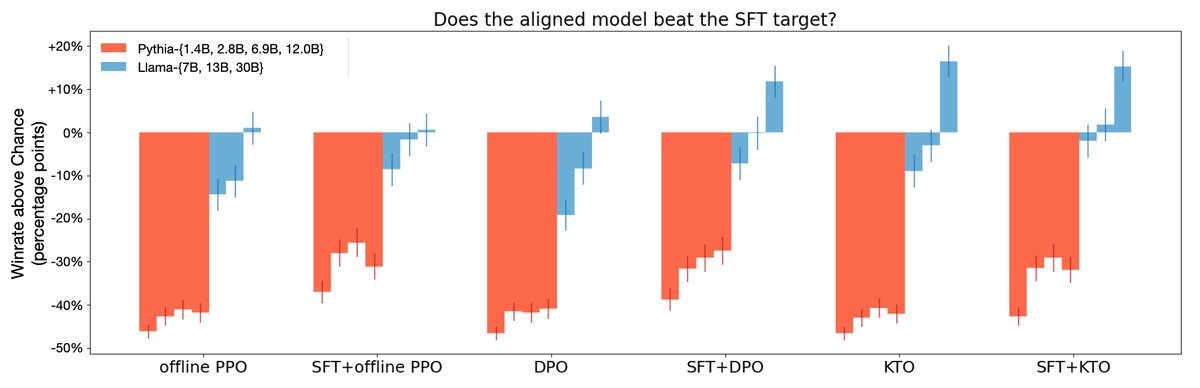 Does the aligned model beat the SFT target?
Pythia-{1.4B, 2.8B, 6.9B, 12.0B}
Llama-{7B, 13B, 30B}
Winrate above Chance
(percentage points)
+20%
+10%
0%
-10%
-20%
-30%
-40%
-50%
offline PPO
SFT+offline PPO
DPO
SFT+DPO
KTO
SFT+KTO